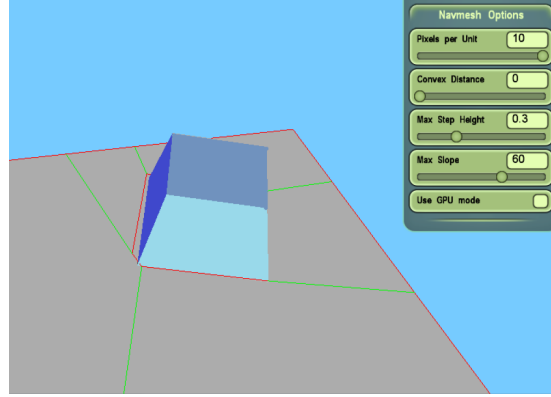 Navmesh Options
Pixels per Unit 10
Convex Distance 0
Max Step Height 0.3
Max Slope 60
Use GPU mode